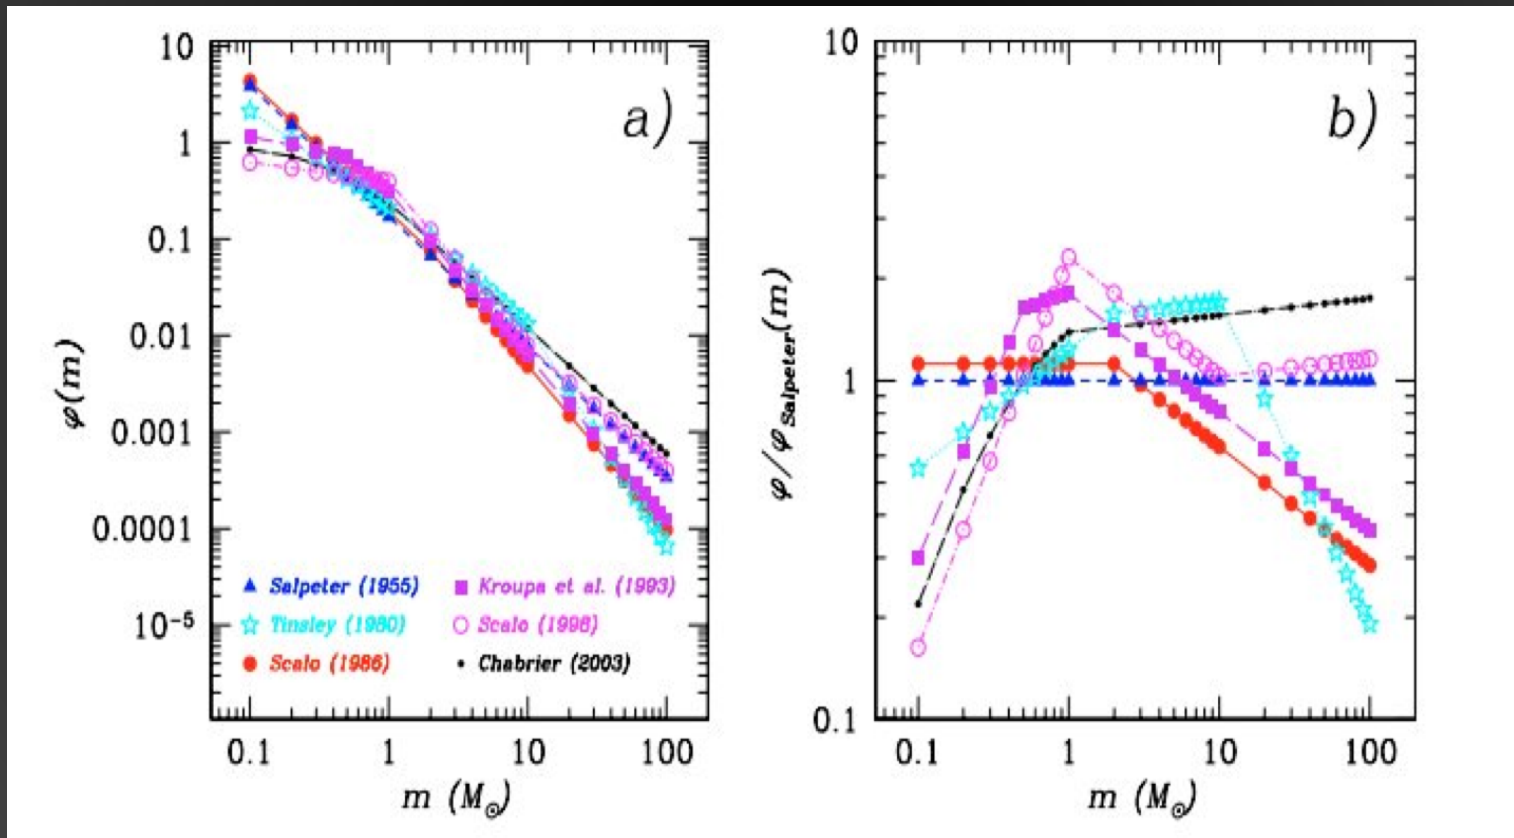 a)
10
1
0.1
0.01
0.001
0.0001
10⁻⁵
φ(m)
Salpeter (1955)
Tinsley (1980)
Scalo (1986)
Kroupa et al. (1993)
Scalo (1998)
Chabrier (2003)
0.1 1 10 100
m (M⊙)
b)
10
1
0.1
φ/φSalpeter(m)
0.1 1 10 100
m (M⊙)